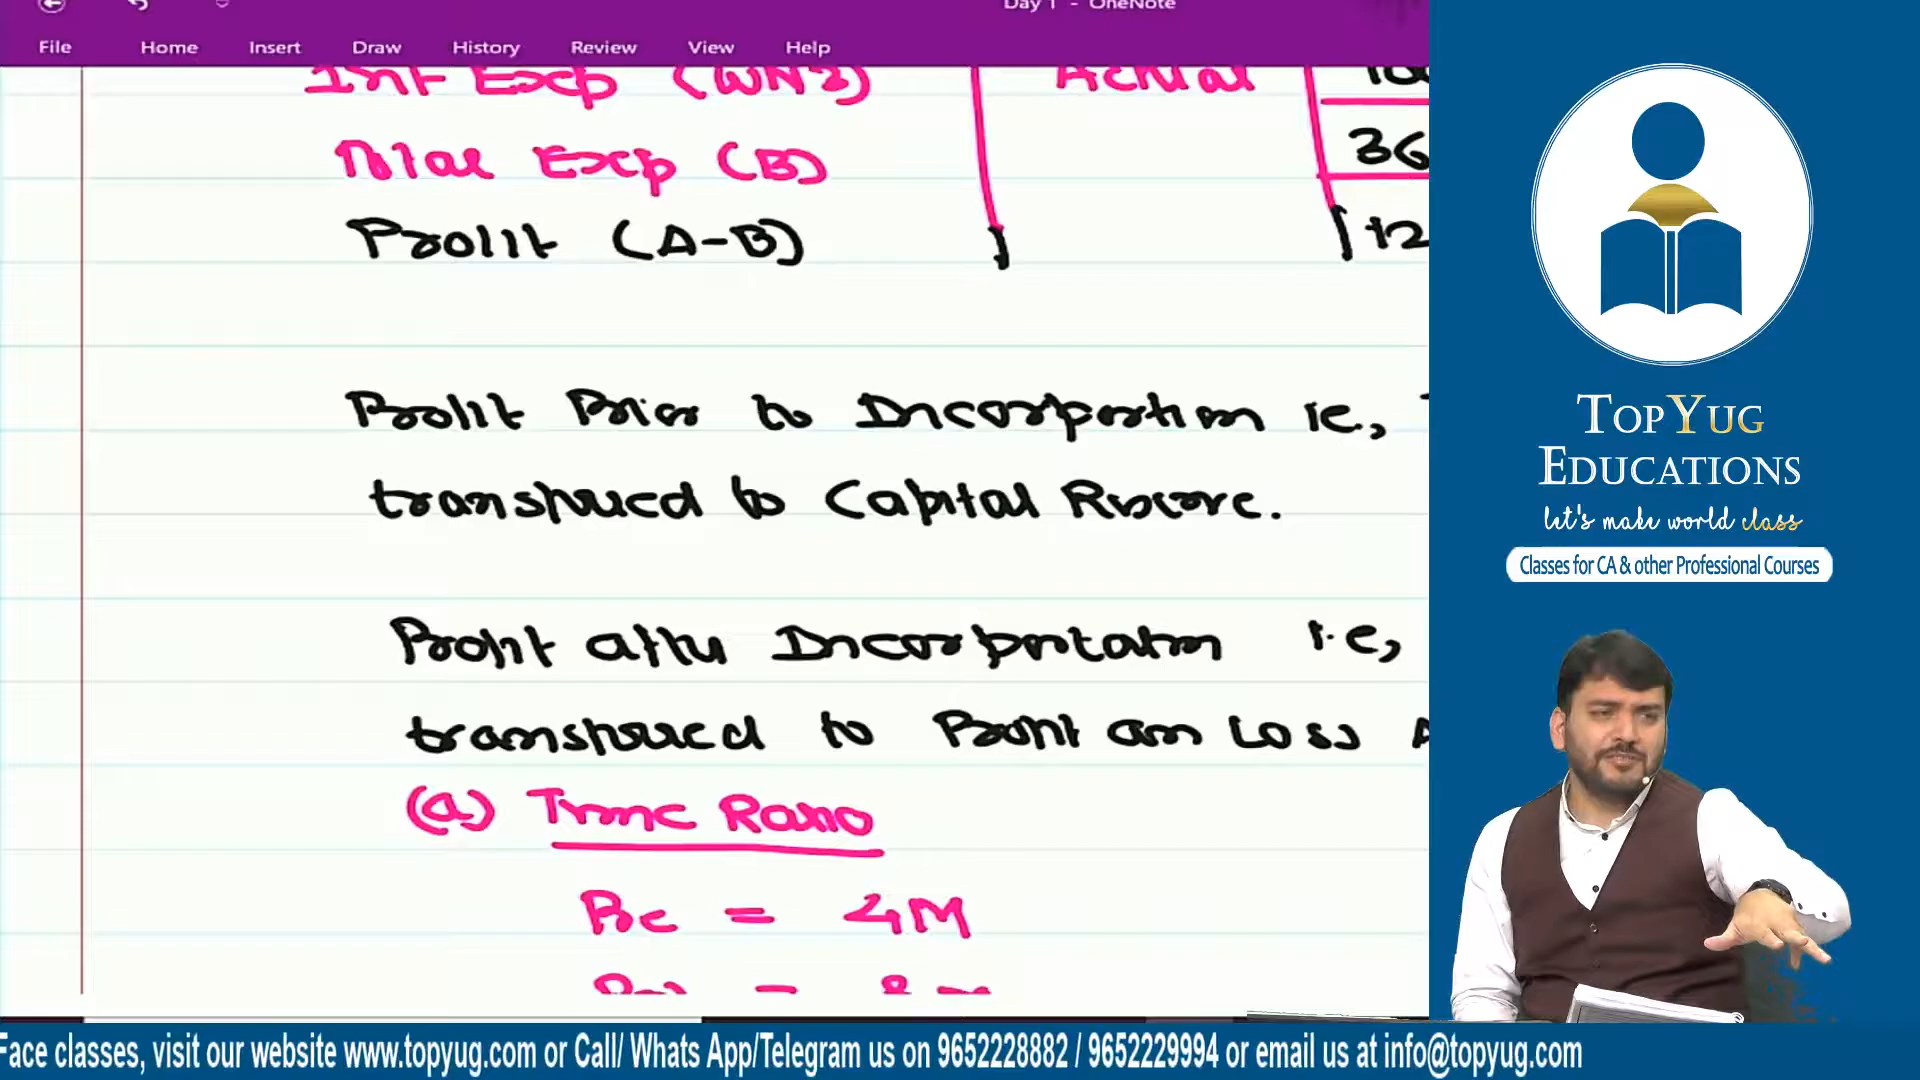 Day 1 - OneNote
File Home Insert Draw History Review View Help
Int Exp (WN3) Actual
Total Exp (B) 36
Profit (A-B) 12
Profit Prior to Incorporation ie,
transferred to Capital Reserve.
Profit after Incorportation i.e,
transferred to Profit an Loss A
(a) Time Ratio
Pre = 4M
TopYug
Educations
let's make world class
Classes for CA & other Professional Courses
Face classes, visit our website www.topyug.com or Call/ Whats App/Telegram us on 9652228882 / 9652229994 or email us at info@topyug.com